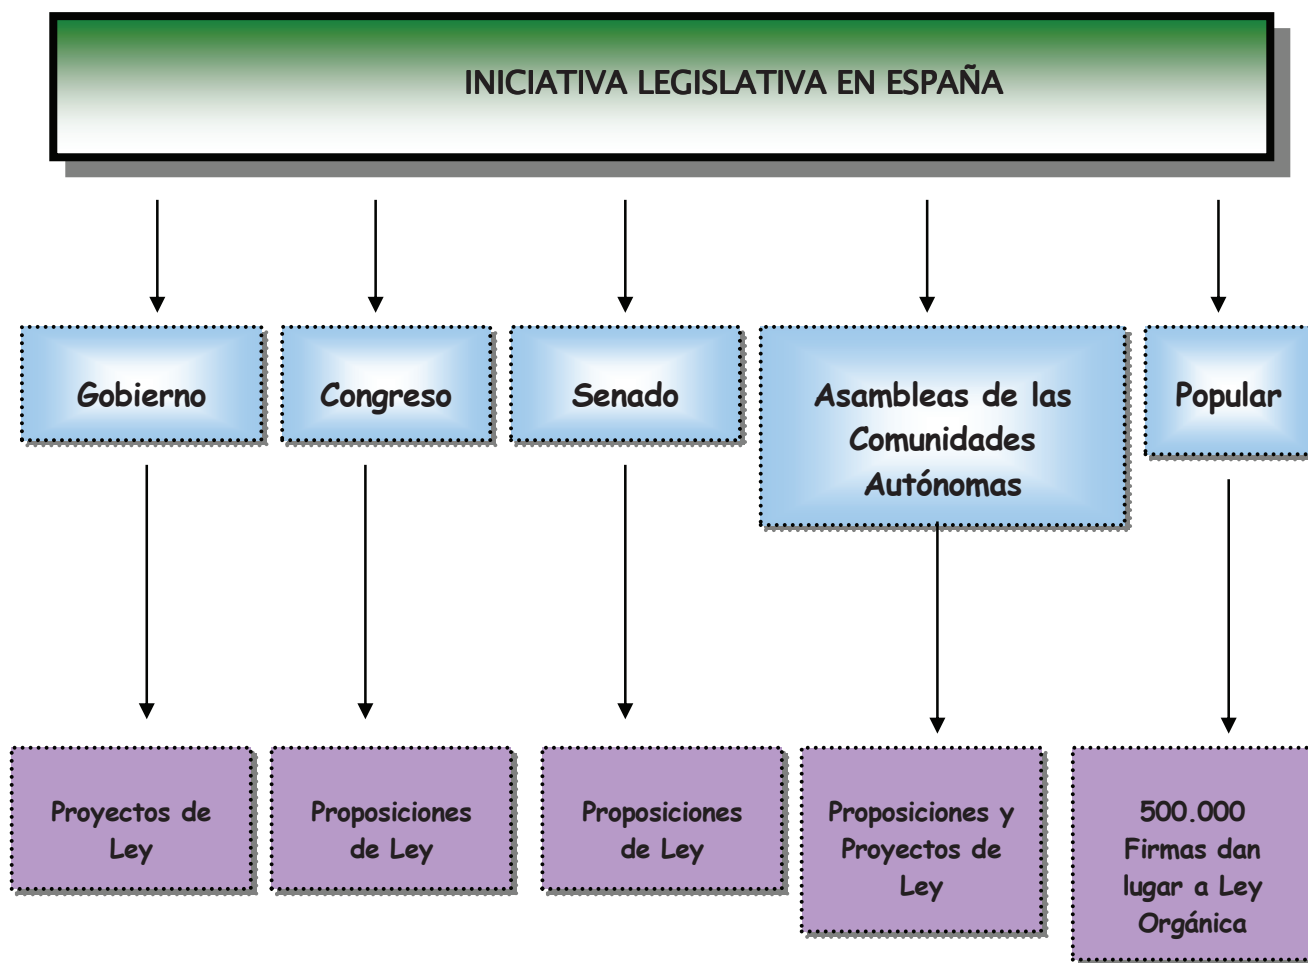 INICIATIVA LEGISLATIVA EN ESPAÑA
Gobierno
Congreso
Senado
Asambleas de las
Comunidades
Autónomas
Popular
Proyectos de
Ley
Proposiciones
de Ley
Proposiciones
de Ley
Proposiciones y
Proyectos de
Ley
500.000
Firmas dan
lugar a Ley
Orgánica